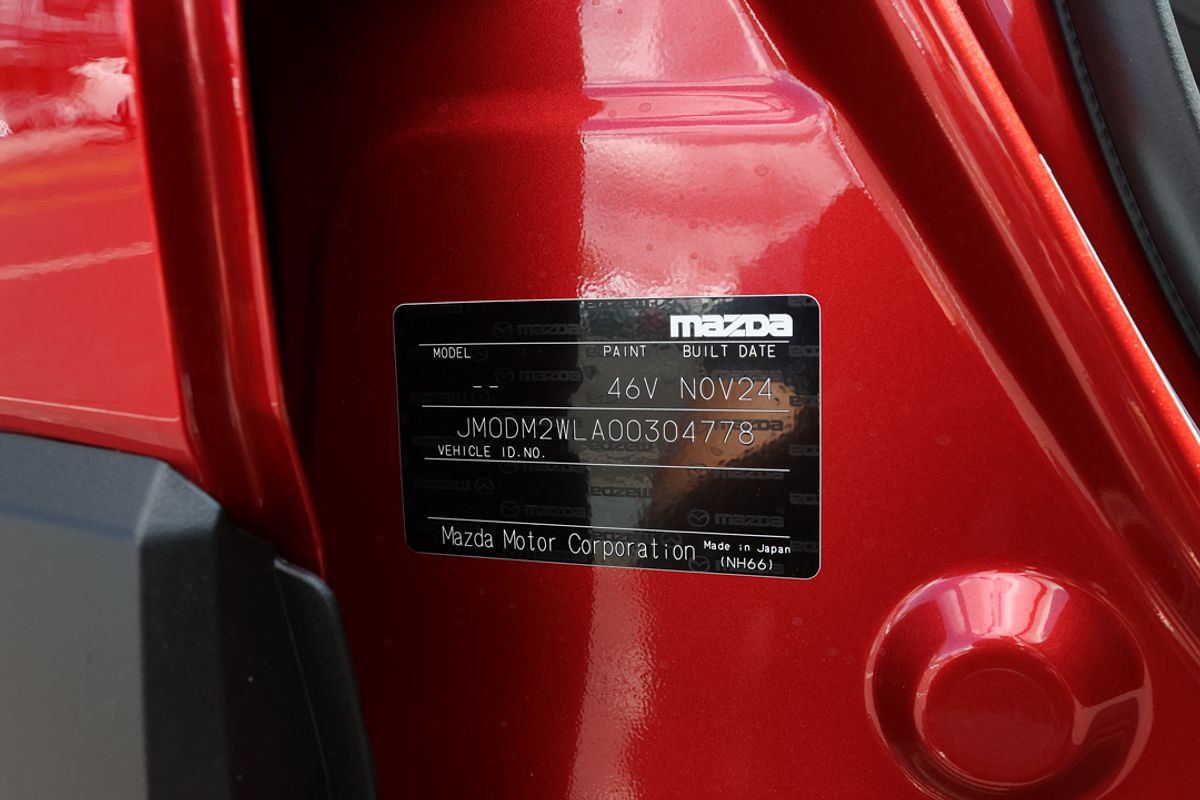 mazda
MODEL PAINT BUILT DATE
-- 46V NOV24
JM0DM2WLA00304778
VEHICLE ID.NO.
Mazda Motor Corporation Made in Japan
(NH66)